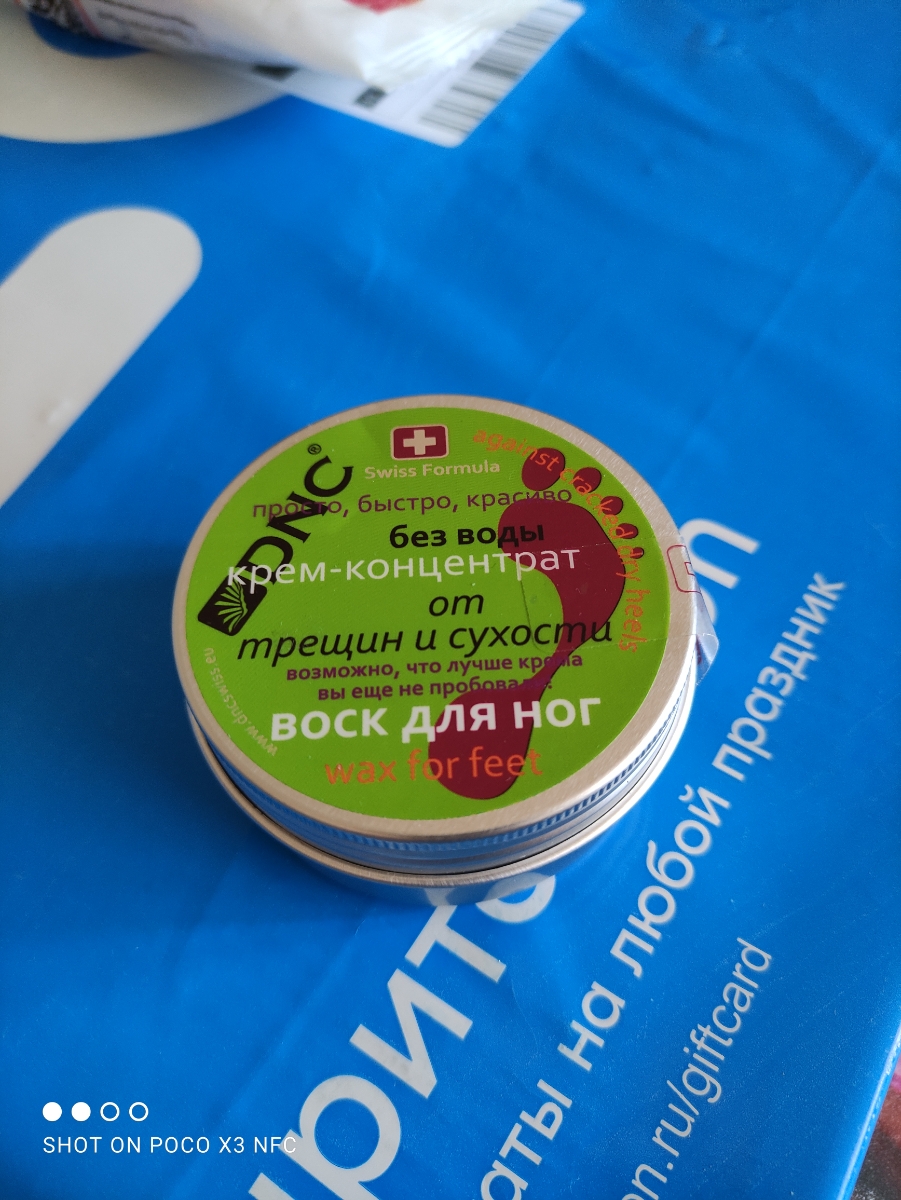 DNC®
Swiss Formula
against cracked dry heels
просто, быстро, красиво
без воды
крем-концентрат
от
трещин и сухости
возможно, что лучше крема
вы еще не пробовали:
воск для ног
wax for feet
www.dncswiss.eu
на любой праздник
on.ru/giftcard
SHOT ON POCO X3 NFC